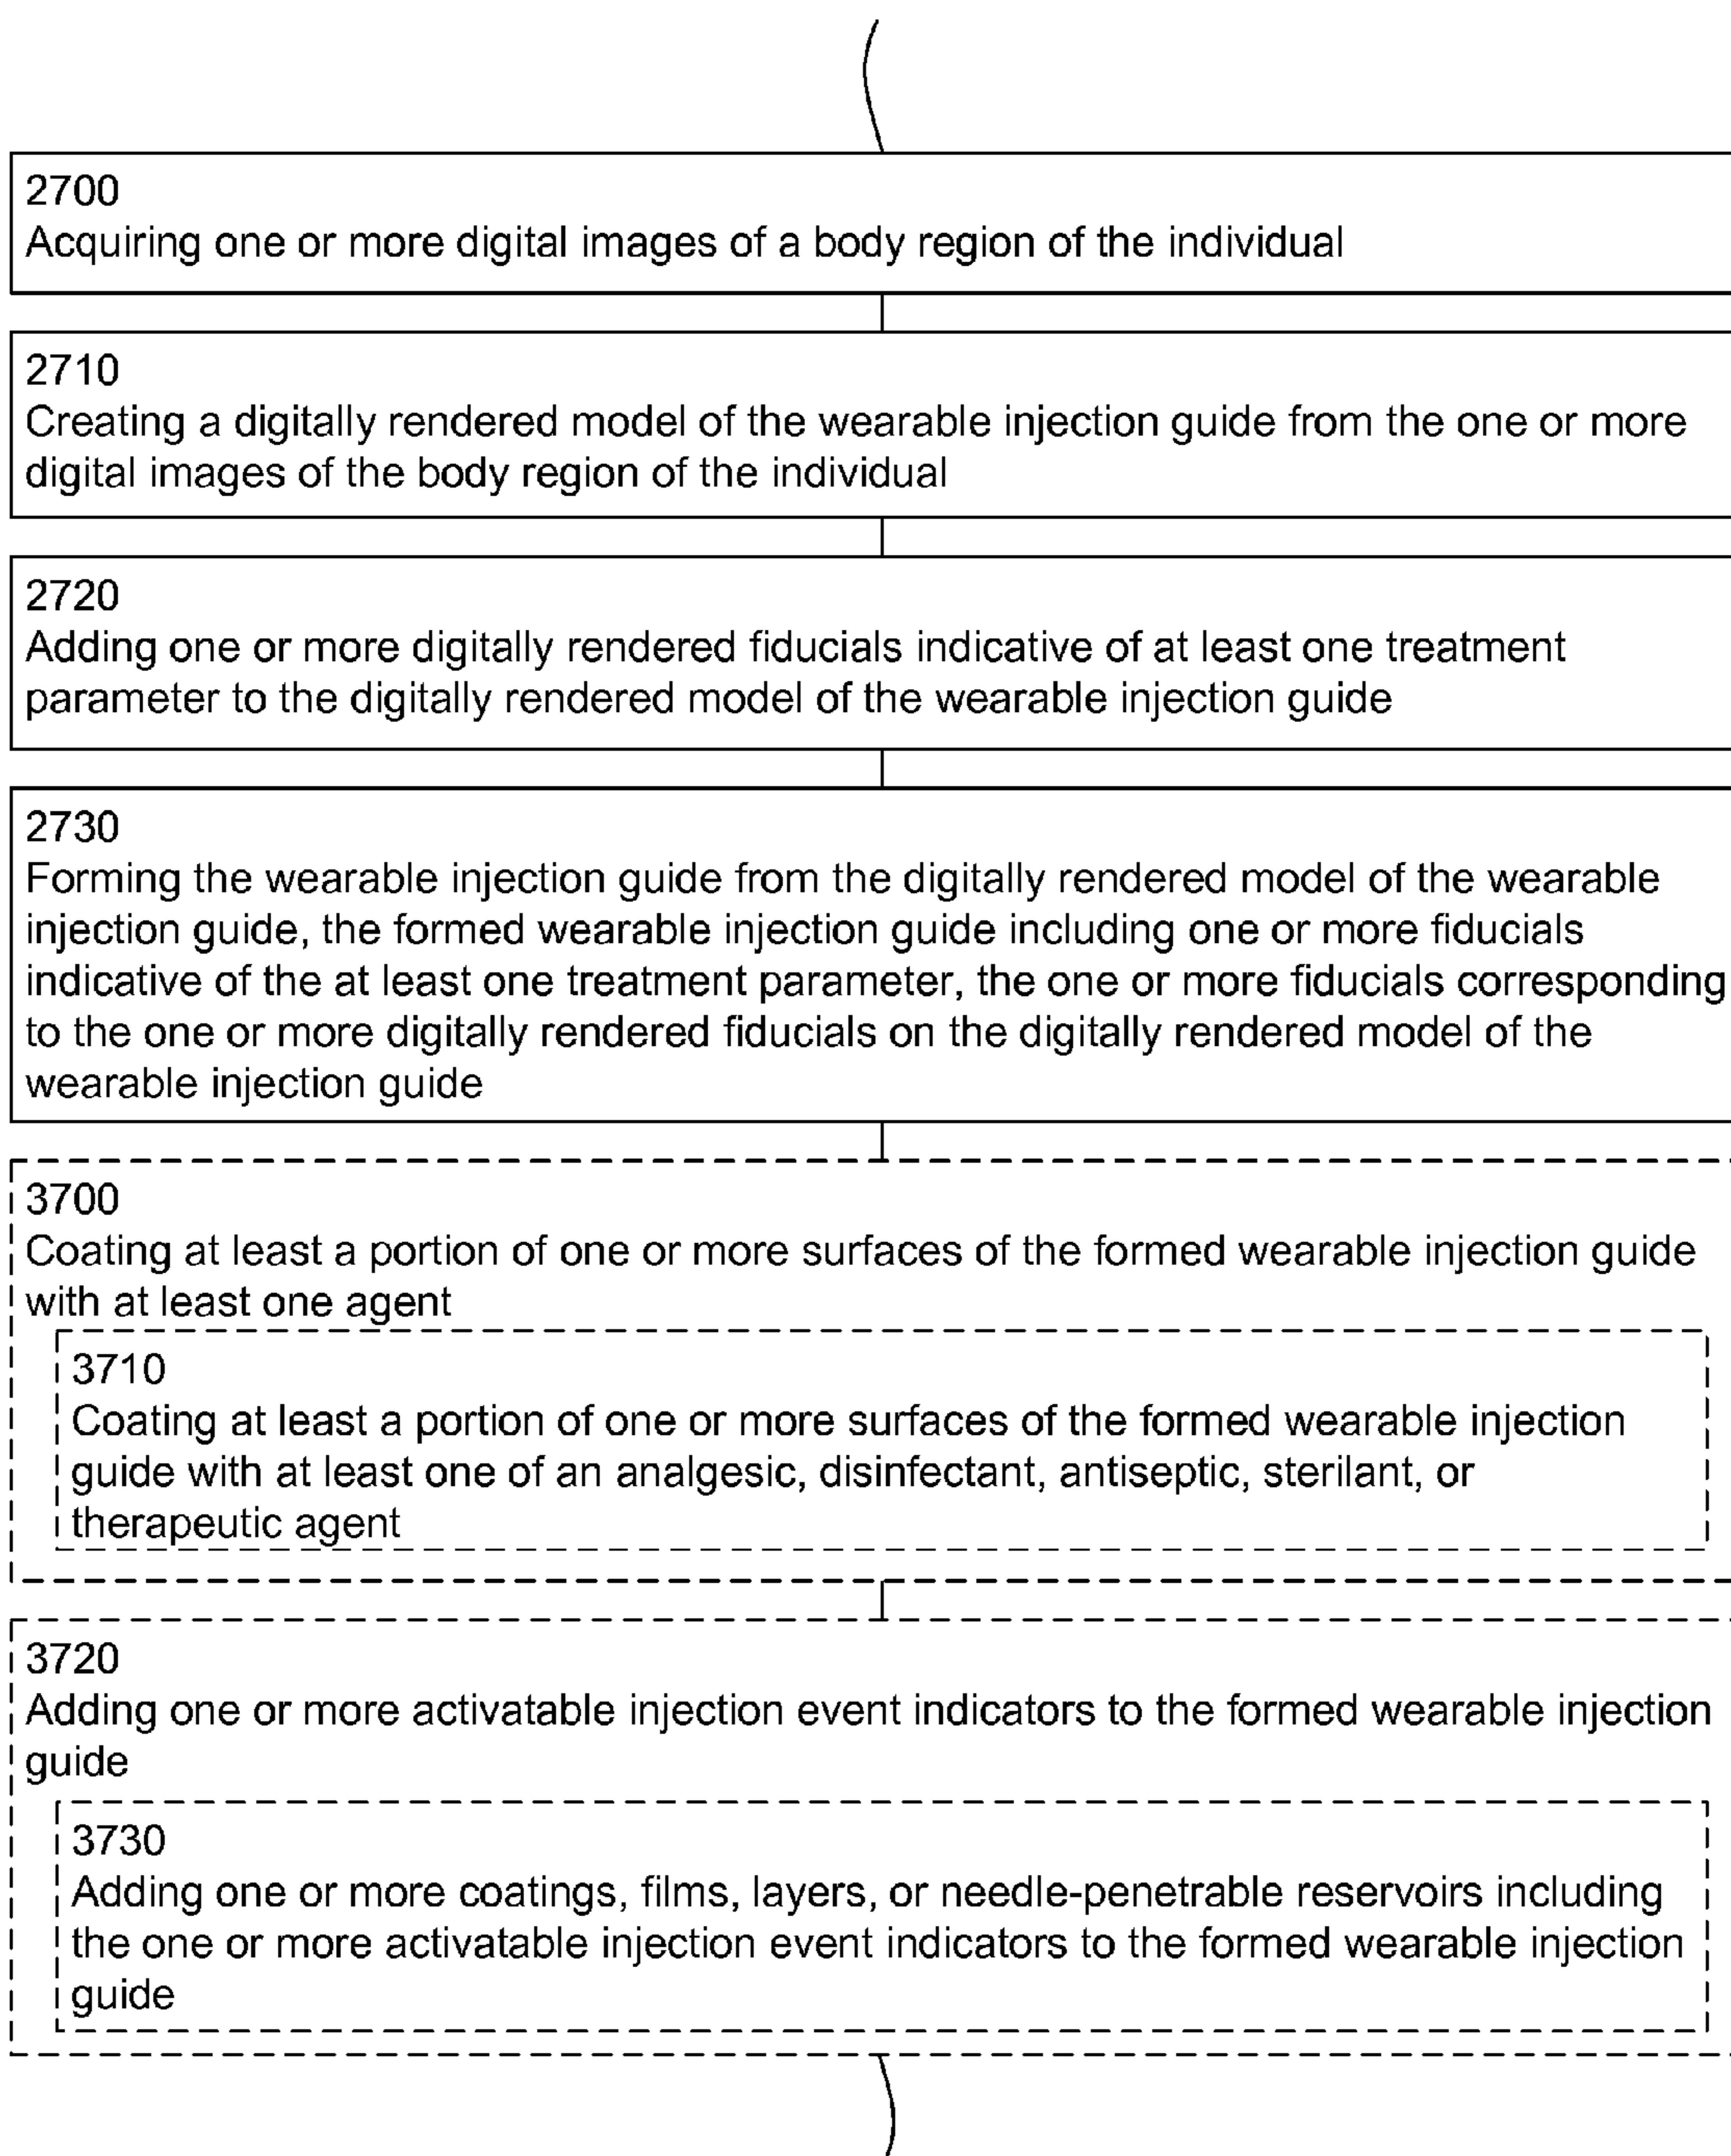 2700
Acquiring one or more digital images of a body region of the individual
2710
Creating a digitally rendered model of the wearable injection guide from the one or more
digital images of the body region of the individual
2720
Adding one or more digitally rendered fiducials indicative of at least one treatment
parameter to the digitally rendered model of the wearable injection guide
2730
Forming the wearable injection guide from the digitally rendered model of the wearable
injection guide, the formed wearable injection guide including one or more fiducials
indicative of the at least one treatment parameter, the one or more fiducials corresponding
to the one or more digitally rendered fiducials on the digitally rendered model of the
wearable injection guide
3700
Coating at least a portion of one or more surfaces of the formed wearable injection guide
with at least one agent
3710
Coating at least a portion of one or more surfaces of the formed wearable injection
guide with at least one of an analgesic, disinfectant, antiseptic, sterilant, or
therapeutic agent
3720
Adding one or more activatable injection event indicators to the formed wearable injection
guide
3730
Adding one or more coatings, films, layers, or needle-penetrable reservoirs including
the one or more activatable injection event indicators to the formed wearable injection
guide